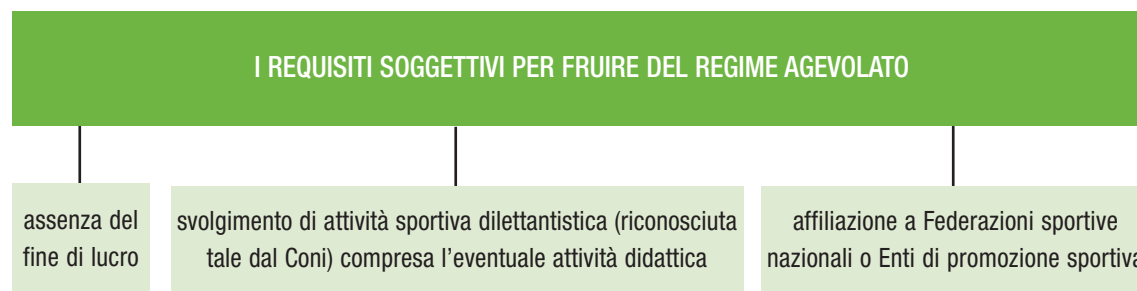 I REQUISITI SOGGETTIVI PER FRUIRE DEL REGIME AGEVOLATO
assenza del
fine di lucro
svolgimento di attività sportiva dilettantistica (riconosciuta
tale dal Coni) compresa l'eventuale attività didattica
affiliazione a Federazioni sportive
nazionali o Enti di promozione sportiva